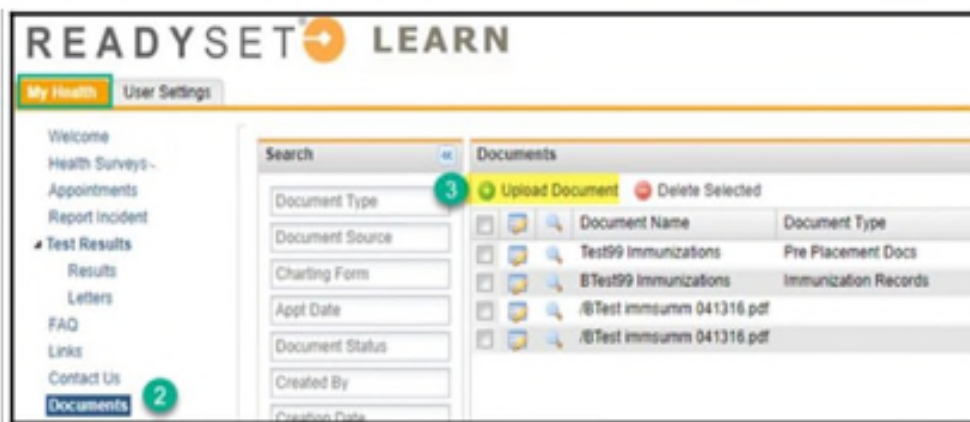 READYSET LEARN
My Health User Settings
Welcome
Health Surveys
Appointments
Report Incident
Test Results
Results
Letters
FAQ
Links
Contact Us
Documents 2
Search
Document Type
Document Source
Charting Form
Appt Date
Document Status
Created By
Creation Date
Documents
3 Upload Document Delete Selected
Document Name Document Type
Test99 Immunizations Pre Placement Docs
BTest99 Immunizations Immunization Records
/BTest immsumm 041316.pdf
/BTest immsumm 041316.pdf